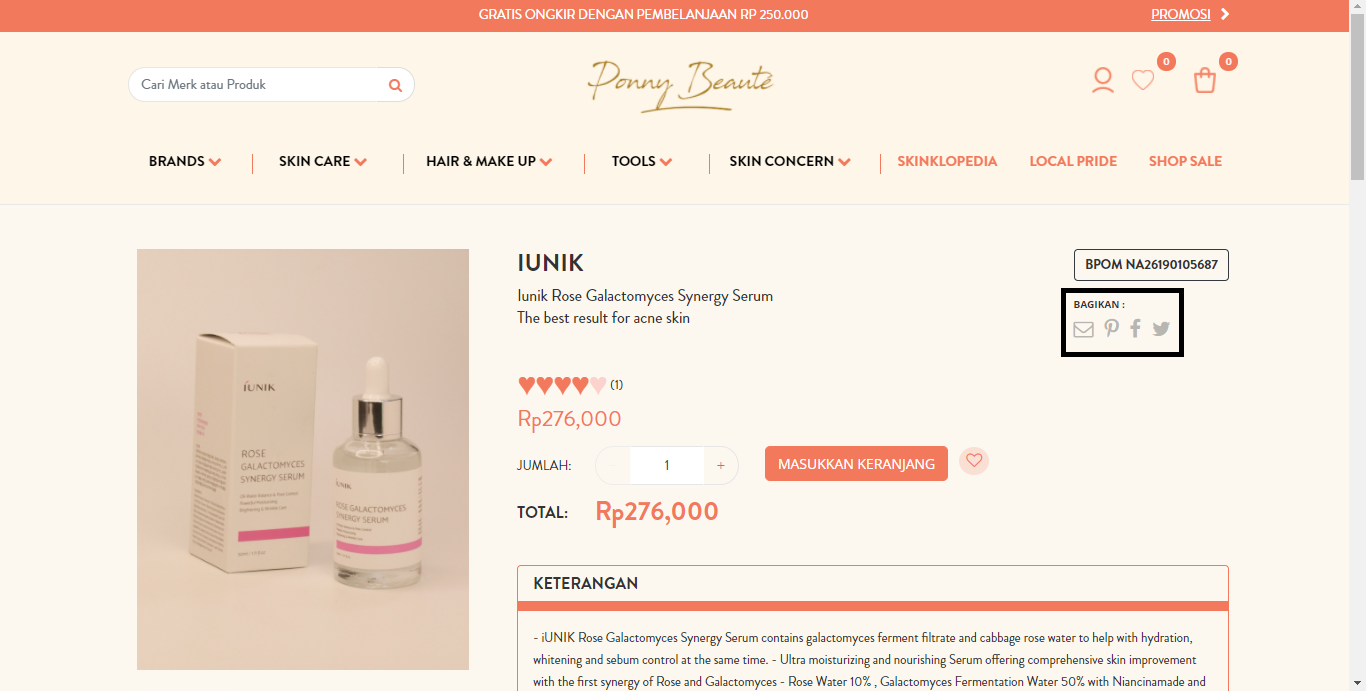 GRATIS ONGKIR DENGAN PEMBELANJAAN RP 250.000
PROMOSI
Cari Merk atau Produk
Ponny Beaute
0
0
BRANDS
SKIN CARE
HAIR & MAKE UP
TOOLS
SKIN CONCERN
SKINKLOPEDIA
LOCAL PRIDE
SHOP SALE
IUNIK
ROSE
GALACTOMYCES
SYNERGY SERUM
IUNIK
ROSE GALACTOMYCES
SYNERGY SERUM
IUNIK
Iunik Rose Galactomyces Synergy Serum
The best result for acne skin
BPOM NA26190105687
BAGIKAN :
(1)
Rp276,000
JUMLAH:
- 1 +
MASUKKAN KERANJANG
TOTAL: Rp276,000
KETERANGAN
- iUNIK Rose Galactomyces Synergy Serum contains galactomyces ferment filtrate and cabbage rose water to help with hydration,
whitening and sebum control at the same time. - Ultra moisturizing and nourishing Serum offering comprehensive skin improvement
with the first synergy of Rose and Galactomyces - Rose Water 10% , Galactomyces Fermentation Water 50% with Niancinamade and